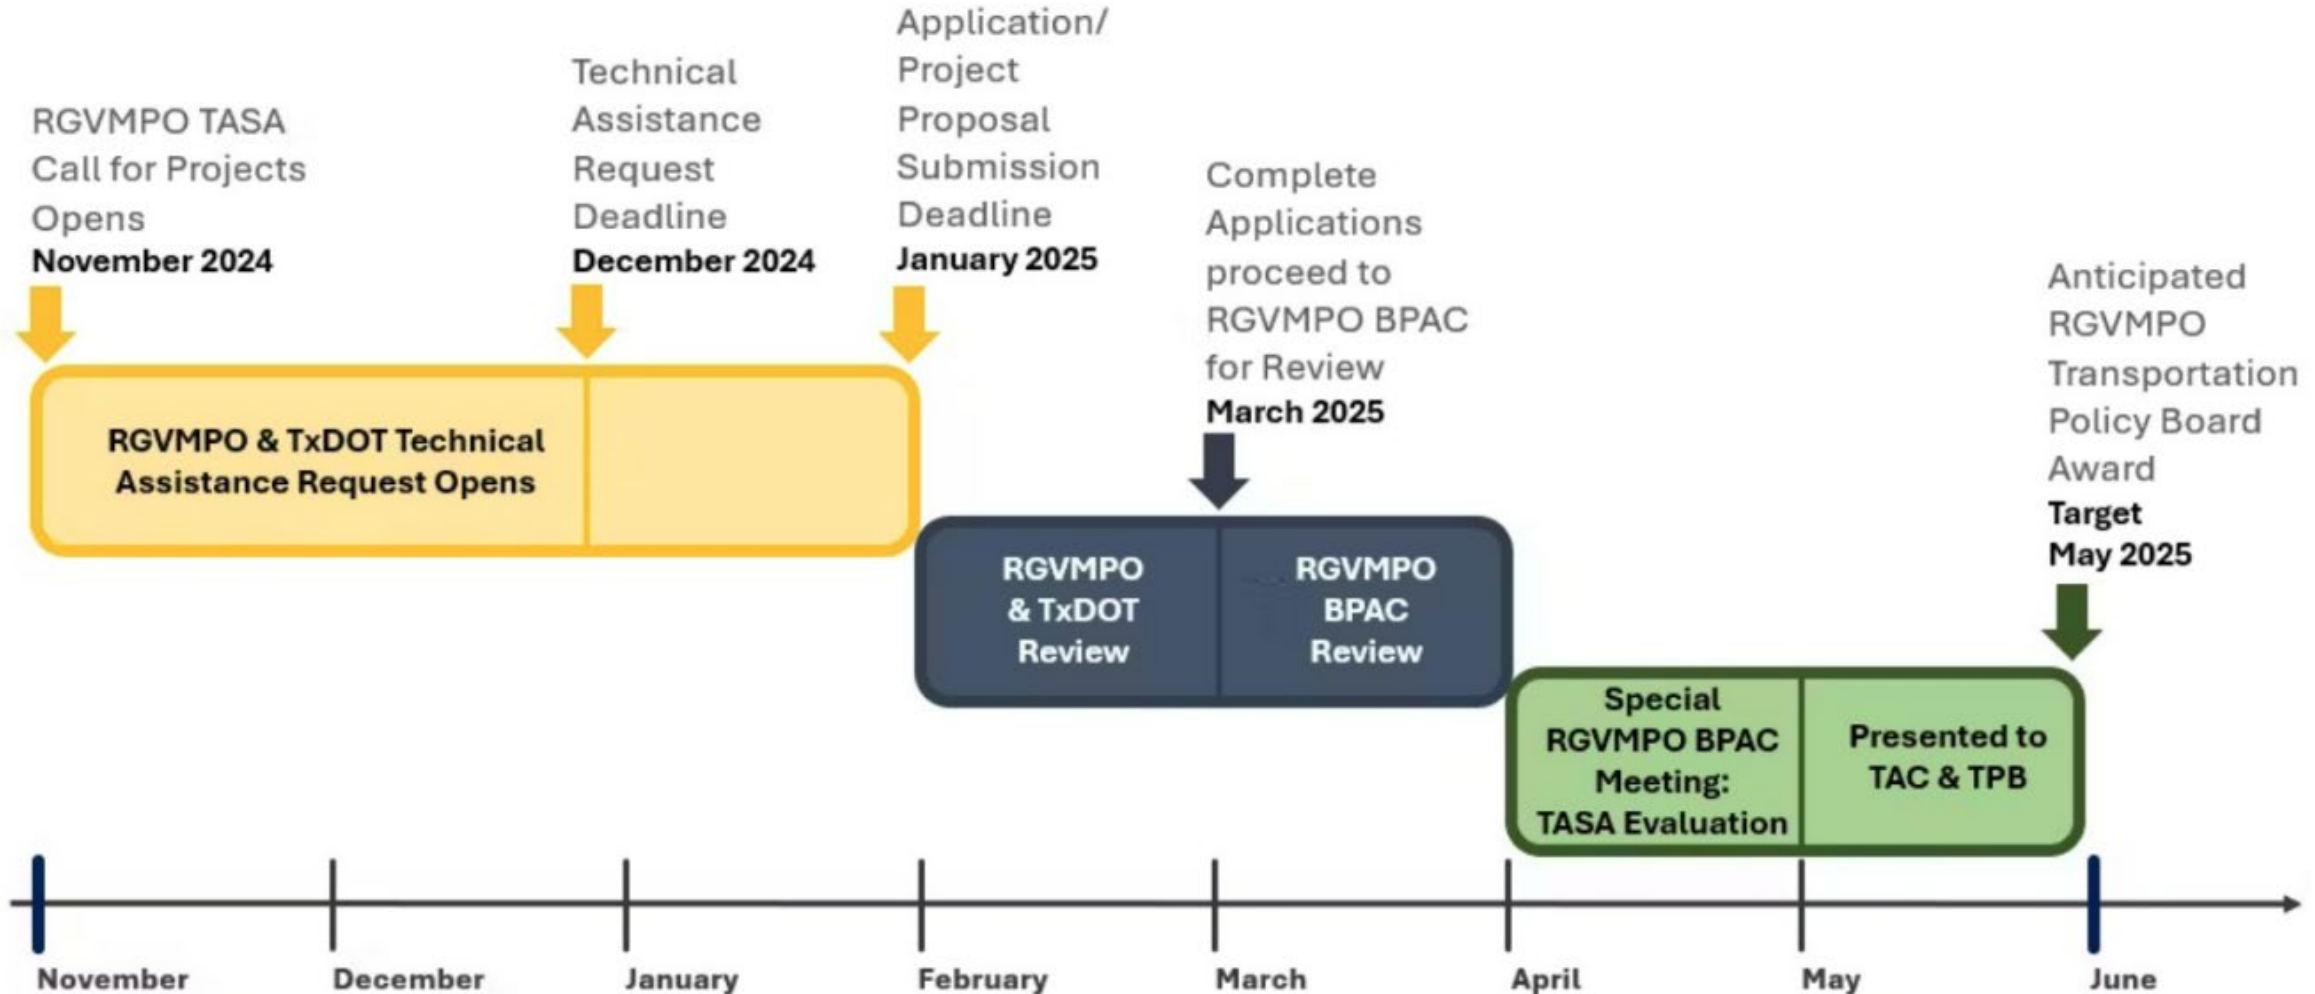 RGVMPO TASA
Call for Projects
Opens
November 2024
Technical
Assistance
Request
Deadline
December 2024
Application/
Project
Proposal
Submission
Deadline
January 2025
Complete
Applications
proceed to
RGVMPO BPAC
for Review
March 2025
Anticipated
RGVMPO
Transportation
Policy Board
Award
Target
May 2025
RGVMPO & TxDOT Technical
Assistance Request Opens
RGVMPO
& TxDOT
Review
RGVMPO
BPAC
Review
Special
RGVMPO BPAC
Meeting:
TASA Evaluation
Presented to
TAC & TPB
November
December
January
February
March
April
May
June